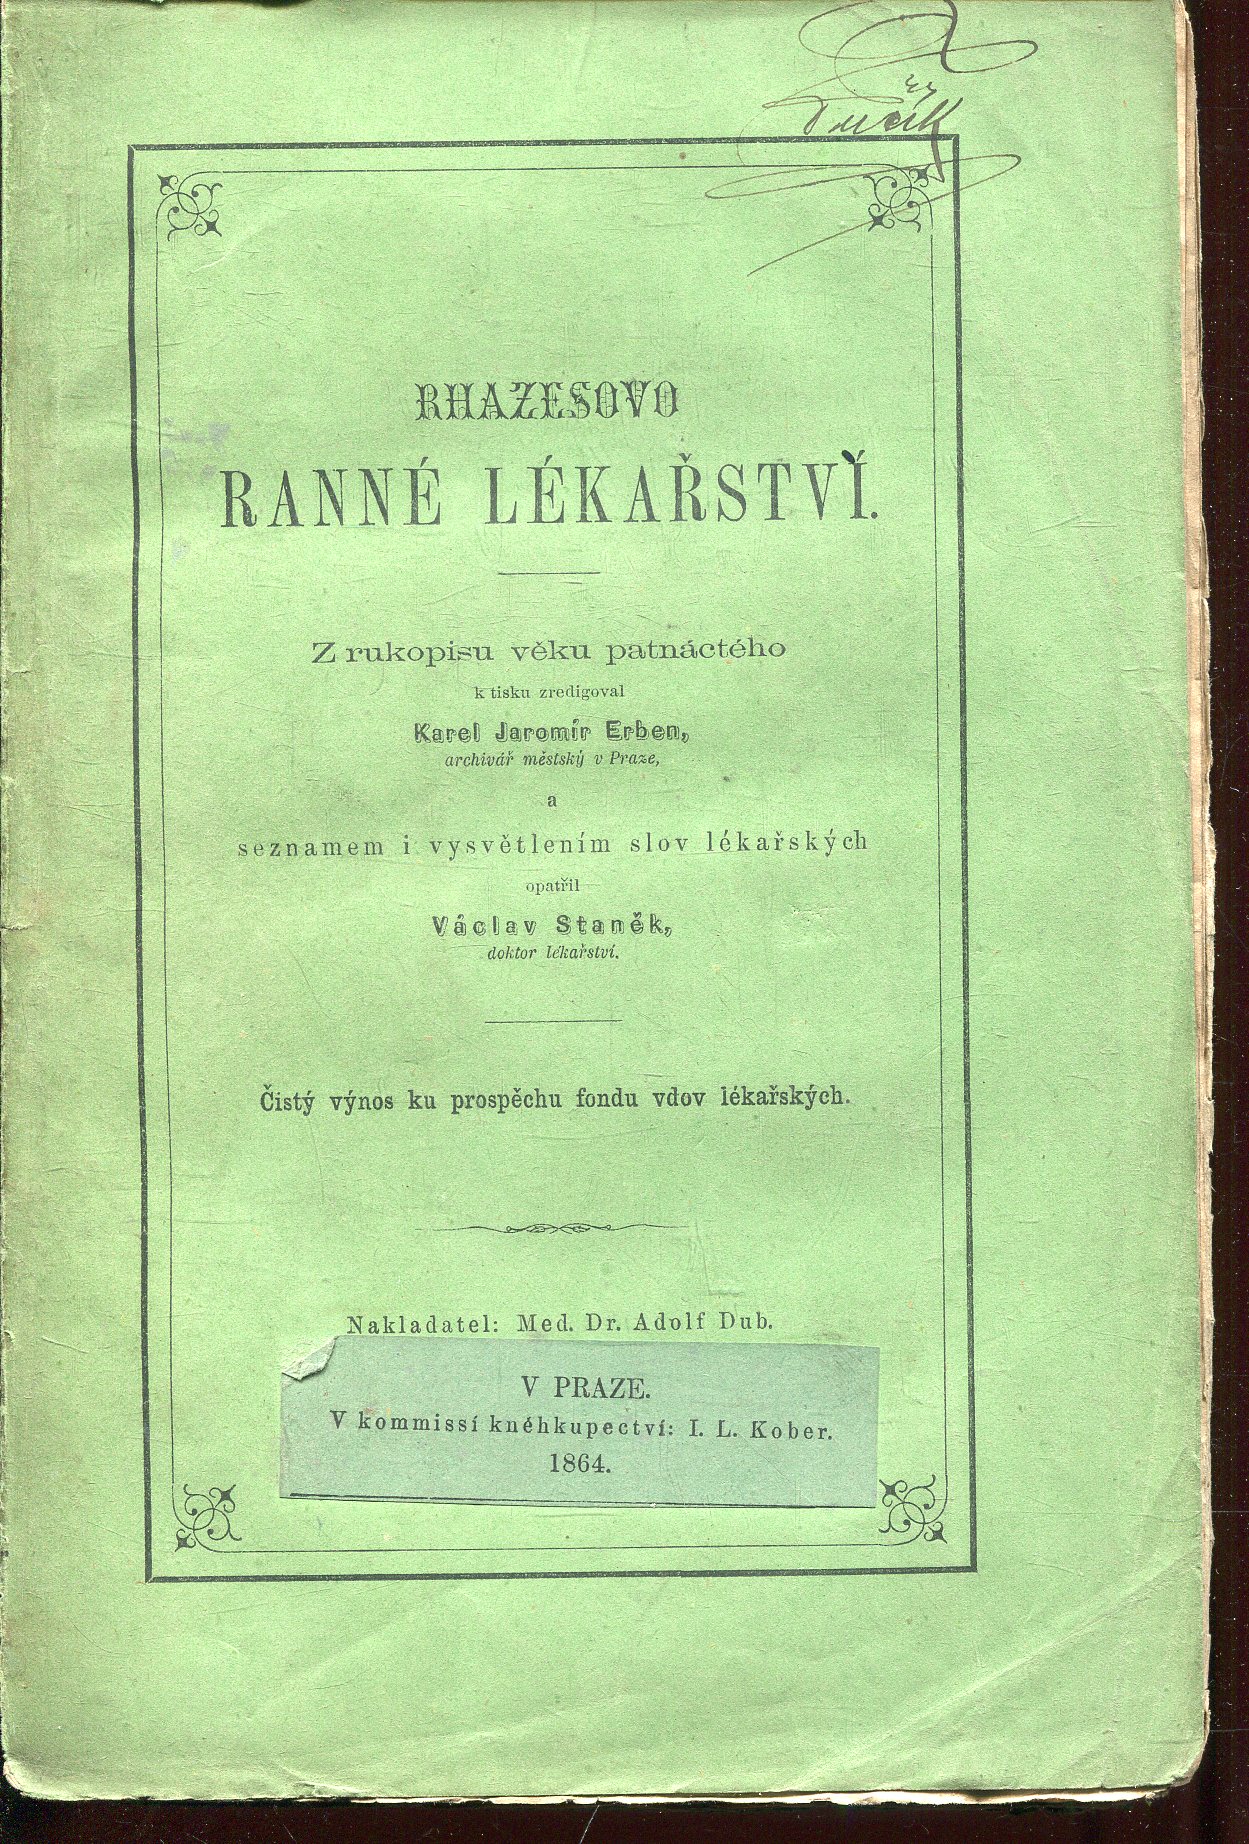 RHAZESOVO
RANNÉ LÉKAŘSTVÍ.
Z rukopisu věku patnáctého
k tisku zredigoval
Karel Jaromír Erben,
archivář městský v Praze,
a
seznamem i vysvětlením slov lékařských
opatřil
Václav Staněk,
doktor lékařství.
Čistý výnos ku prospěchu fondu vdov lékařských.
Nakladatel: Med. Dr. Adolf Dub.
V PRAZE.
V kommissí knéhkupectví: I. L. Kober.
1864.